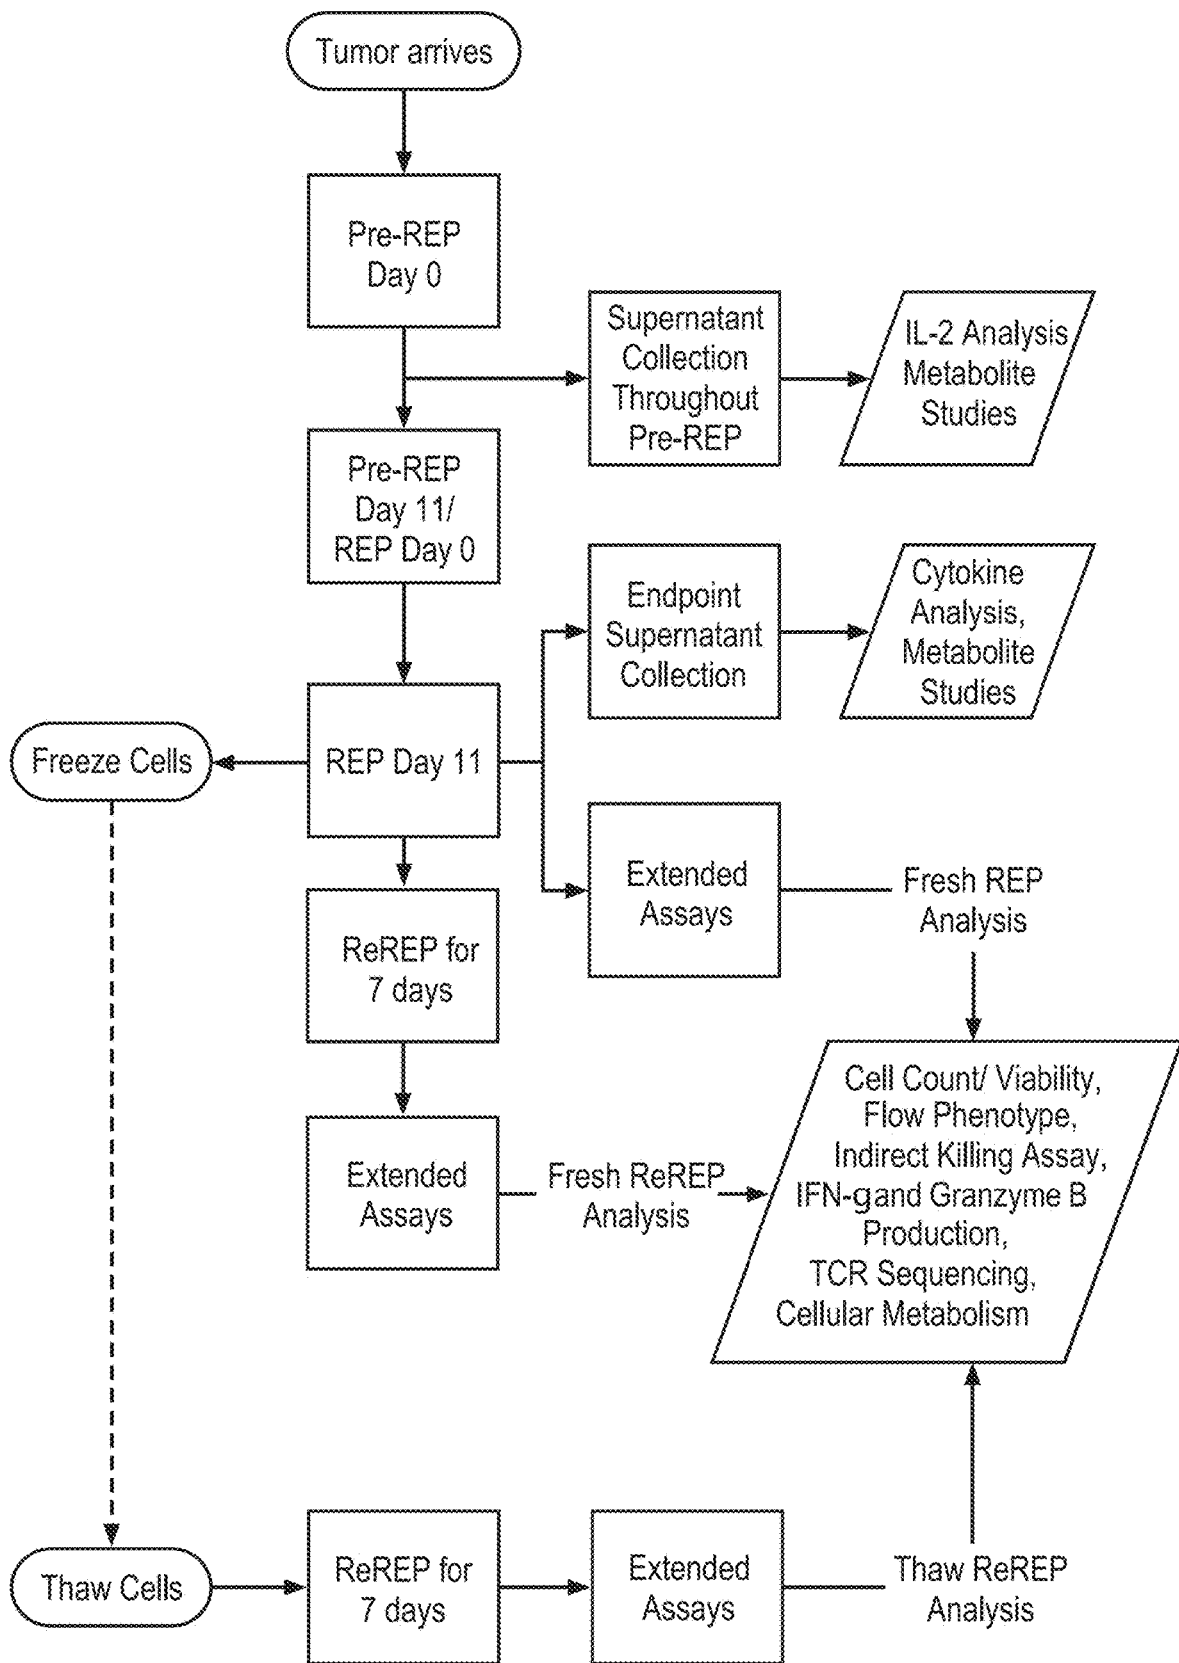 Tumor arrives
Pre-REP
Day 0
Supernatant
Collection
Throughout
Pre-REP
IL-2 Analysis
Metabolite
Studies
Pre-REP
Day 11/
REP Day 0
Endpoint
Supernatant
Collection
Cytokine
Analysis,
Metabolite
Studies
Freeze Cells
REP Day 11
Extended
Assays
Fresh REP
Analysis
ReREP for
7 days
Extended
Assays
Fresh ReREP
Analysis
Cell Count/ Viability,
Flow Phenotype,
Indirect Killing Assay,
IFN-gand Granzyme B
Production,
TCR Sequencing,
Cellular Metabolism
Thaw Cells
ReREP for
7 days
Extended
Assays
Thaw ReREP
Analysis